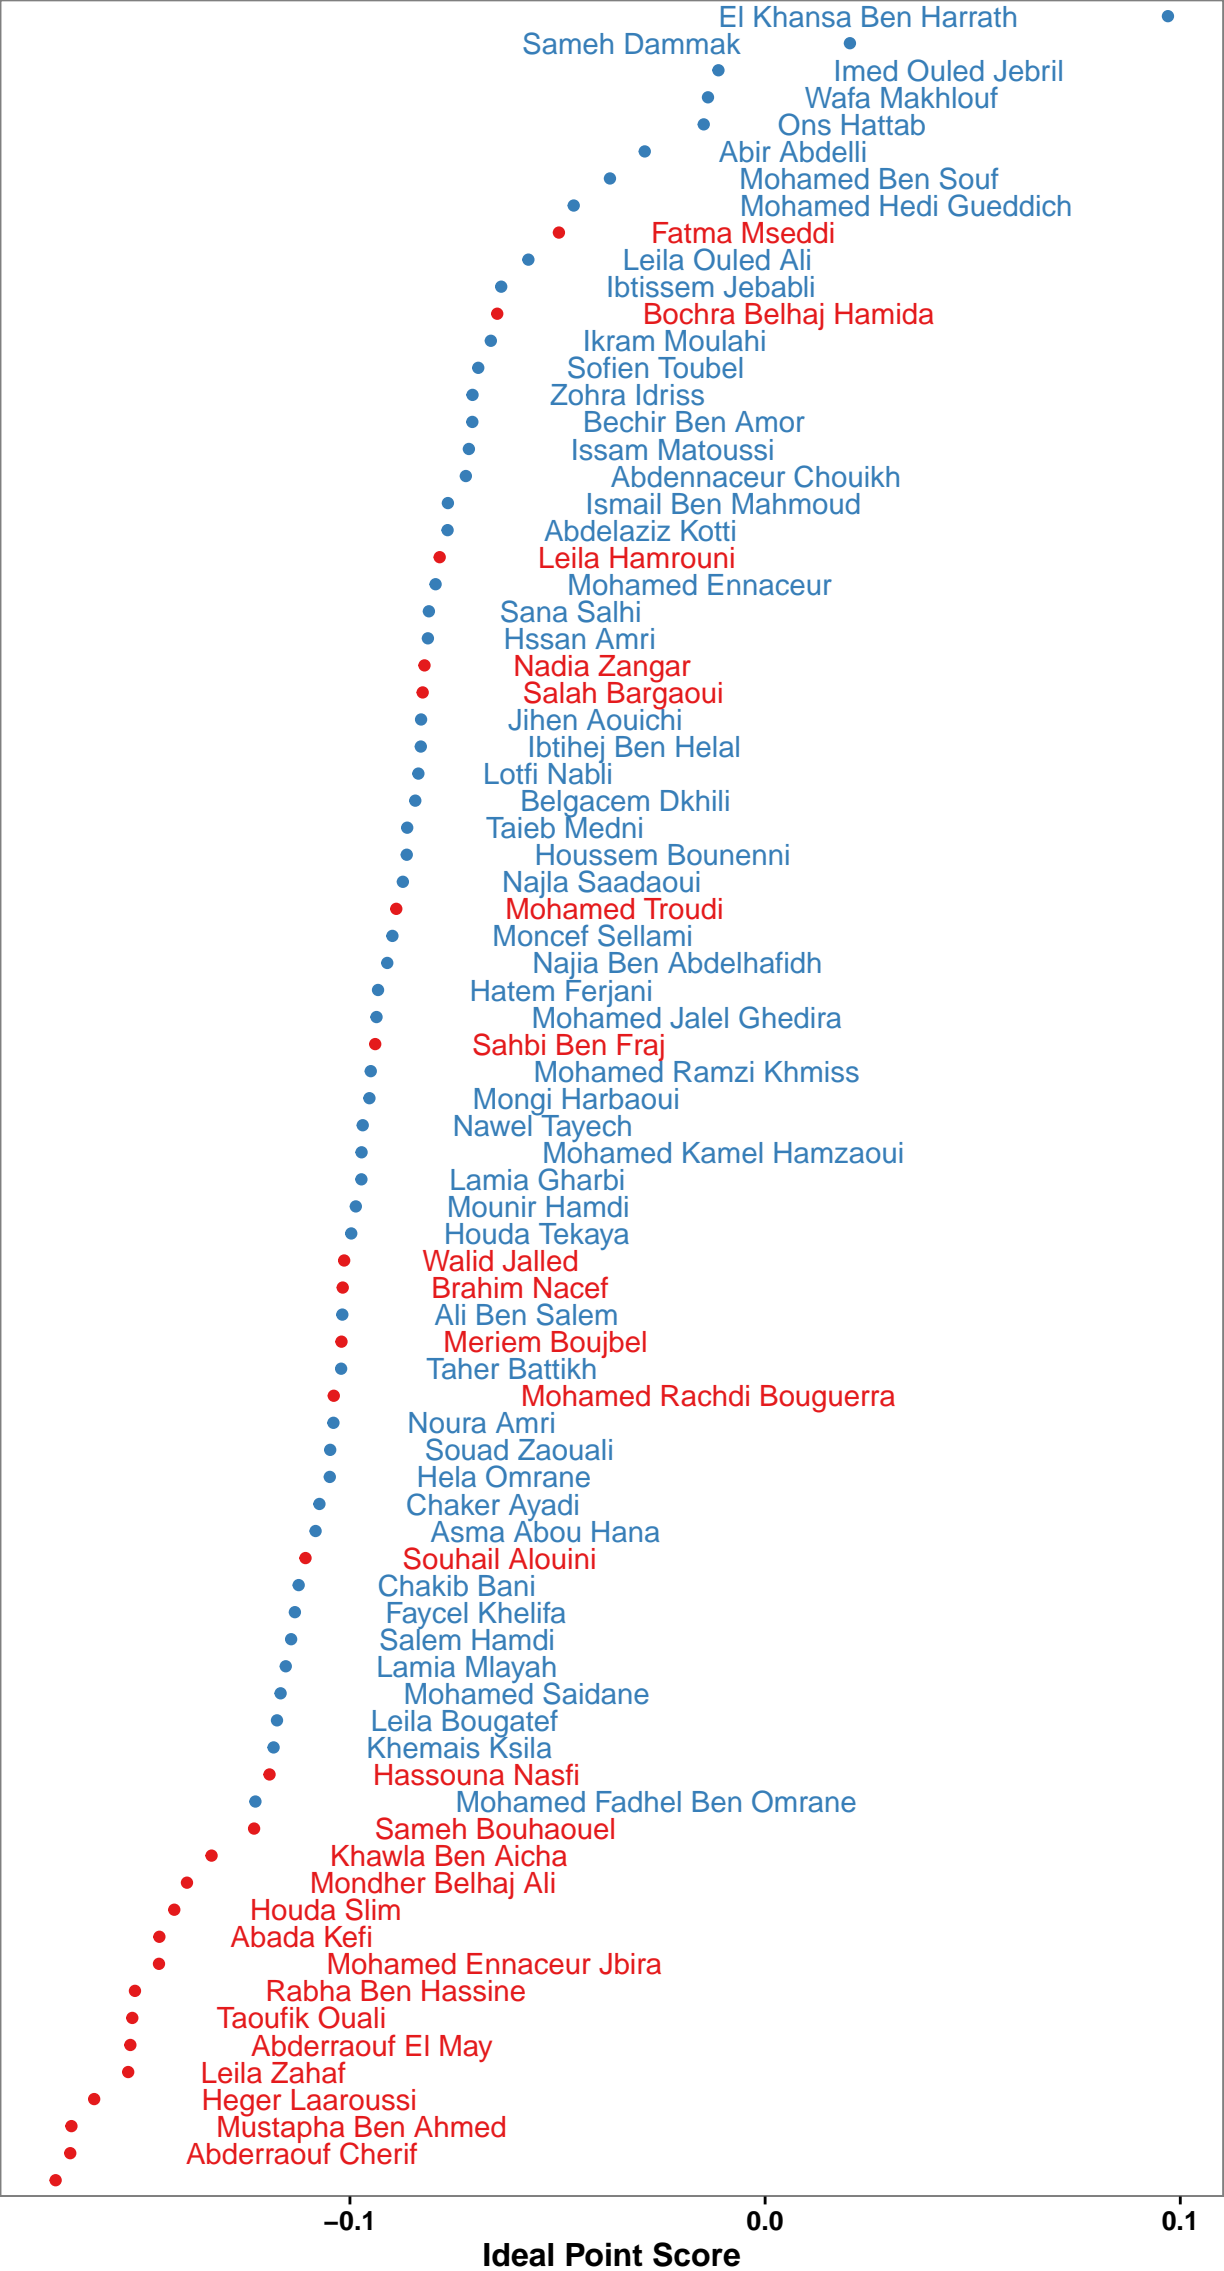 El Khansa Ben Harrath
Sameh Dammak
Imed Ouled Jebril
Wafa Makhlouf
Ons Hattab
Abir Abdelli
Mohamed Ben Souf
Mohamed Hedi Gueddich
Fatma Mseddi
Leila Ouled Ali
Ibtissem Jebabli
Bochra Belhaj Hamida
Ikram Moulahi
Sofien Toubel
Zohra Idriss
Bechir Ben Amor
Issam Matoussi
Abdennaceur Chouikh
Ismail Ben Mahmoud
Abdelaziz Kotti
Leila Hamrouni
Mohamed Ennaceur
Sana Salhi
Hssan Amri
Nadia Zangar
Salah Bargaoui
Jihen Aouichi
Ibtihej Ben Helal
Lotfi Nabli
Belgacem Dkhili
Taieb Medni
Houssem Bounenni
Najla Saadaoui
Mohamed Troudi
Moncef Sellami
Najia Ben Abdelhafidh
Hatem Ferjani
Mohamed Jalel Ghedira
Sahbi Ben Fraj
Mohamed Ramzi Khmiss
Mongi Harbaoui
Nawel Tayech
Mohamed Kamel Hamzaoui
Lamia Gharbi
Mounir Hamdi
Houda Tekaya
Walid Jalled
Brahim Nacef
Ali Ben Salem
Meriem Boujbel
Taher Battikh
Mohamed Rachdi Bouguerra
Noura Amri
Souad Zaouali
Hela Omrane
Chaker Ayadi
Asma Abou Hana
Souhail Alouini
Chakib Bani
Faycel Khelifa
Salem Hamdi
Lamia Mlayah
Mohamed Saidane
Leila Bougatef
Khemais Ksila
Hassouna Nasfi
Mohamed Fadhel Ben Omrane
Sameh Bouhaouel
Khawla Ben Aicha
Mondher Belhaj Ali
Houda Slim
Abada Kefi
Mohamed Ennaceur Jbira
Rabha Ben Hassine
Taoufik Ouali
Abderraouf El May
Leila Zahaf
Heger Laaroussi
Mustapha Ben Ahmed
Abderraouf Cherif
−0.1 0.0 0.1
Ideal Point Score